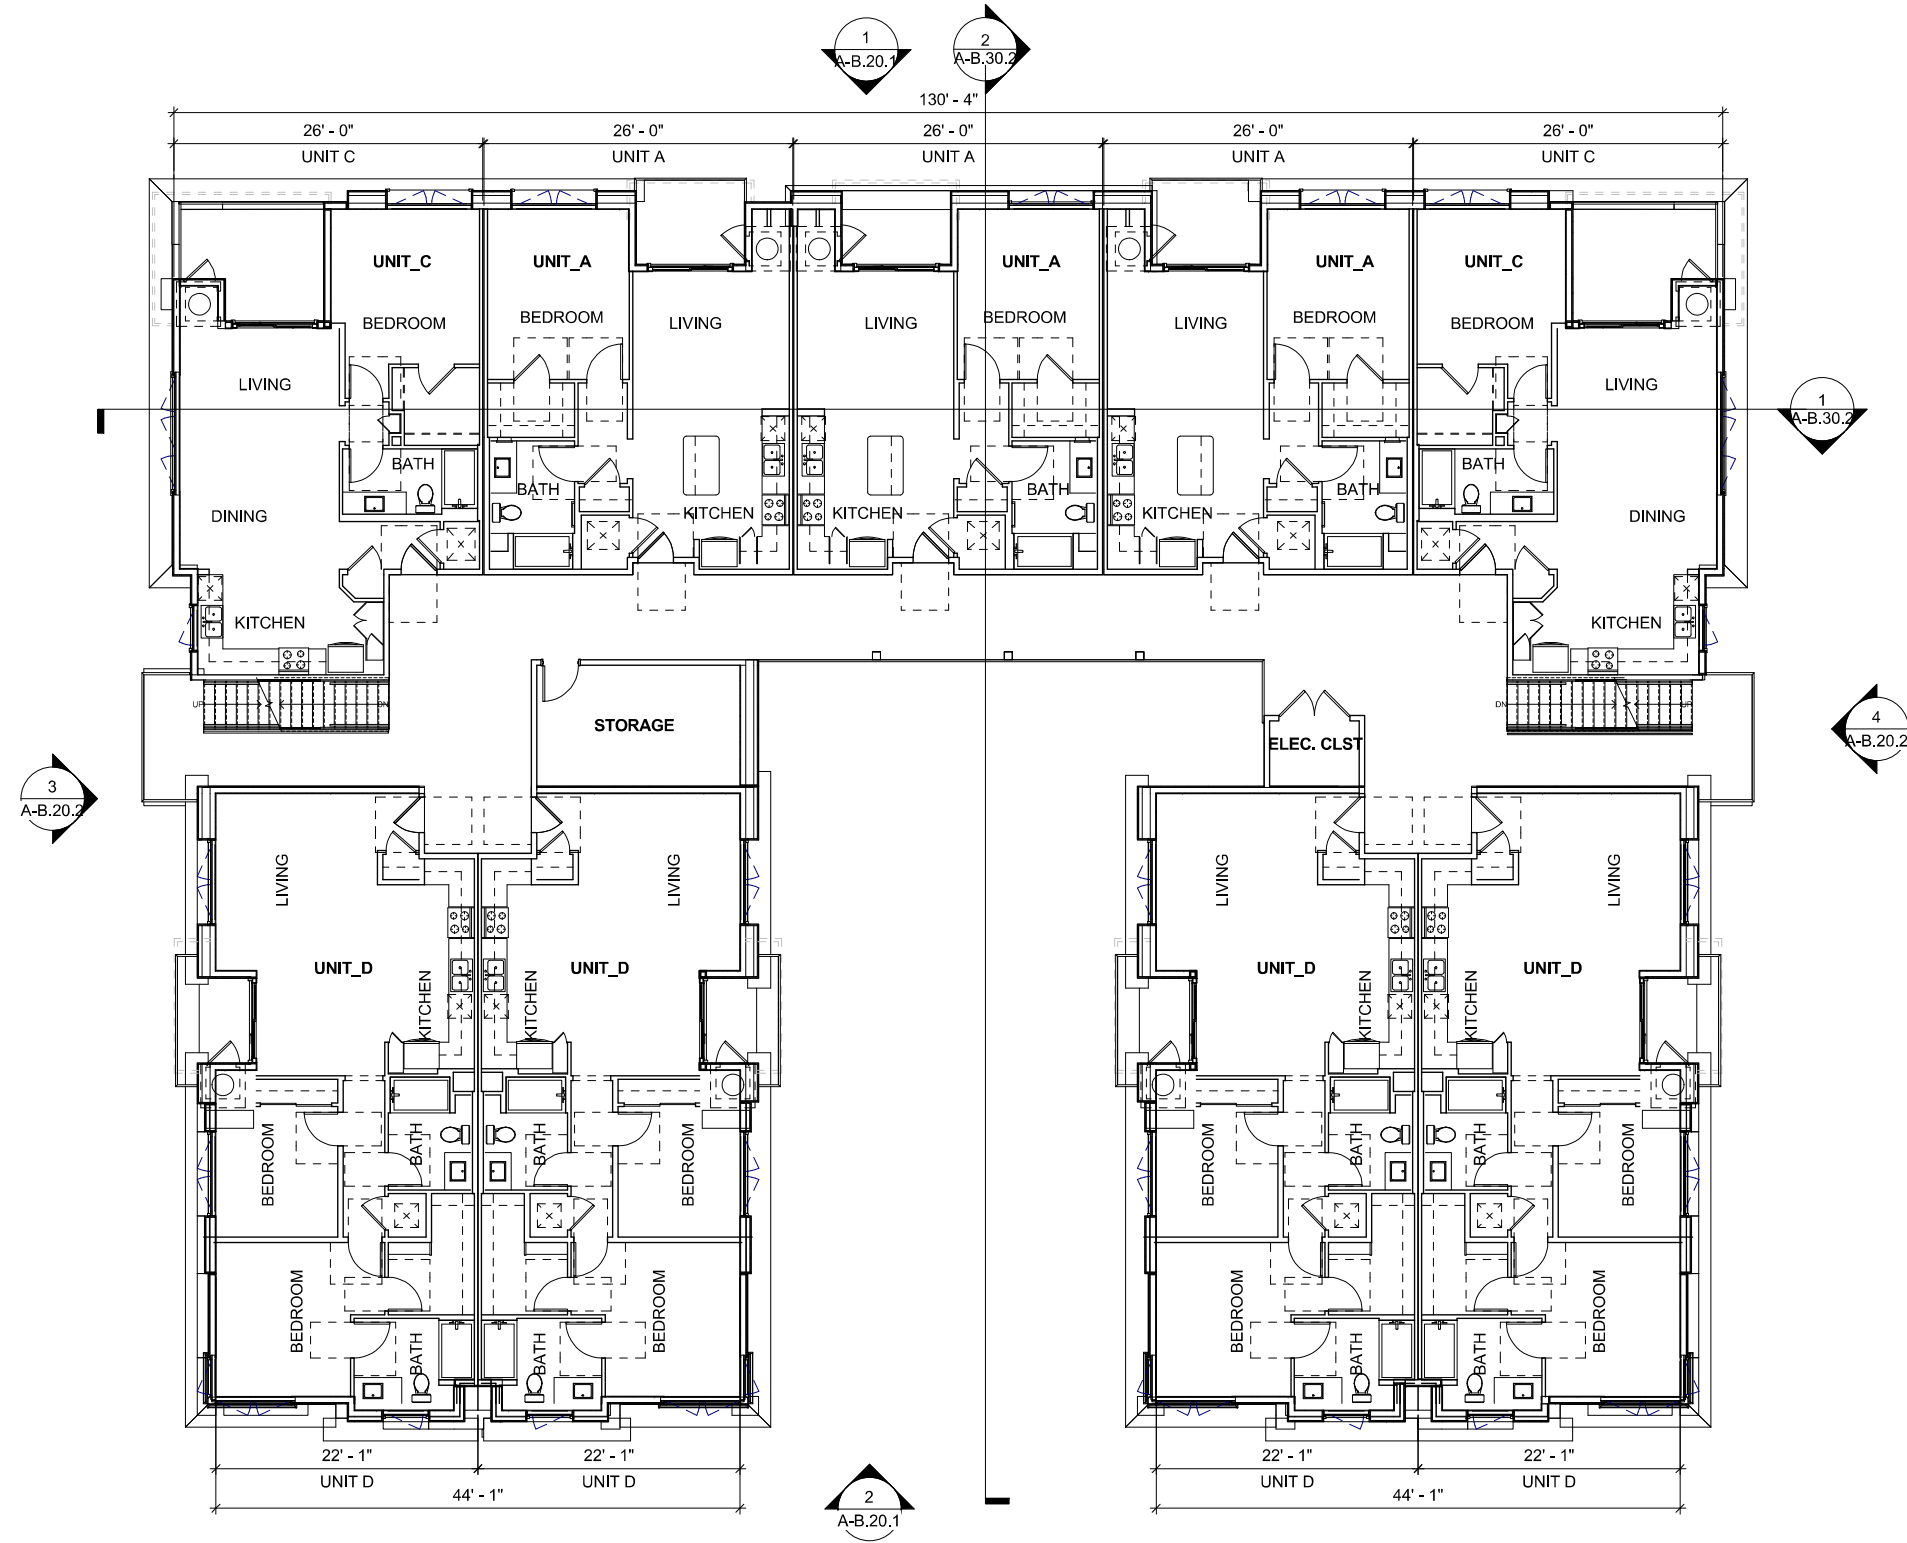 1
A-B.20.1
2
A-B.30.2
130' - 4"
26' - 0"
26' - 0"
26' - 0"
26' - 0"
26' - 0"
UNIT C
UNIT A
UNIT A
UNIT A
UNIT C
UNIT_C
UNIT_A
UNIT_A
UNIT_A
UNIT_C
BEDROOM
BEDROOM
LIVING
LIVING
BEDROOM
LIVING
BEDROOM
BEDROOM
LIVING
LIVING
1
A-B.30.2
BATH
BATH
BATH
BATH
BATH
DINING
KITCHEN
KITCHEN
KITCHEN
DINING
KITCHEN
KITCHEN
UP
DN
DN
UP
STORAGE
ELEC. CLST
4
A-B.20.2
3
A-B.20.2
LIVING
LIVING
LIVING
LIVING
UNIT_D
UNIT_D
UNIT_D
UNIT_D
KITCHEN
KITCHEN
KITCHEN
KITCHEN
BEDROOM
BATH
BATH
BEDROOM
BEDROOM
BATH
BATH
BEDROOM
BEDROOM
BATH
BATH
BEDROOM
BEDROOM
BATH
BATH
BEDROOM
22' - 1"
22' - 1"
22' - 1"
22' - 1"
UNIT D
UNIT D
UNIT D
UNIT D
44' - 1"
44' - 1"
2
A-B.20.1